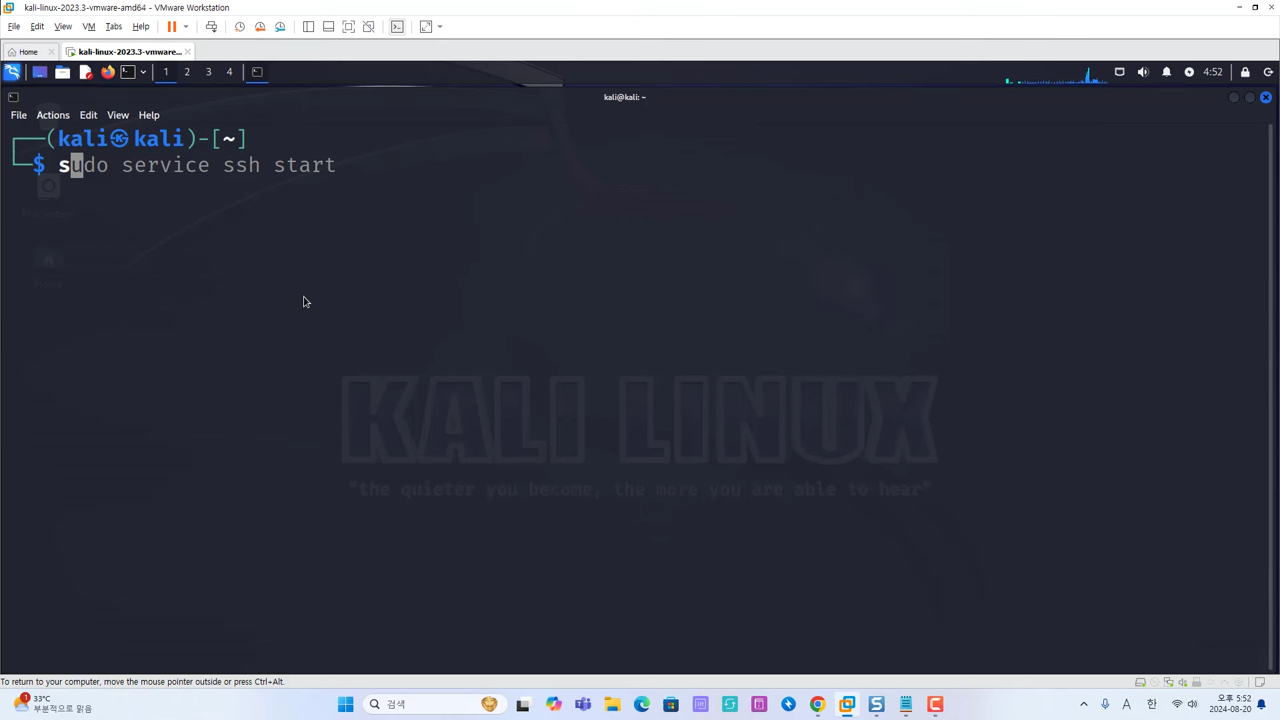 kali-linux-2023.3-vmware-amd64 - VMware Workstation
File Edit View VM Tabs Help
Home kali-linux-2023.3-vmware...
1 2 3 4 4:52
kali@kali: ~
File Actions Edit View Help
(kali㉿kali)-[~]
$ sudo service ssh start
Home
KALI LINUX
"the quieter you become, the more you are able to hear"
To return to your computer, move the mouse pointer outside or press Ctrl+Alt.
1 33°C
부분적으로 맑음
검색
A 한
오후 5:52
2024-08-20